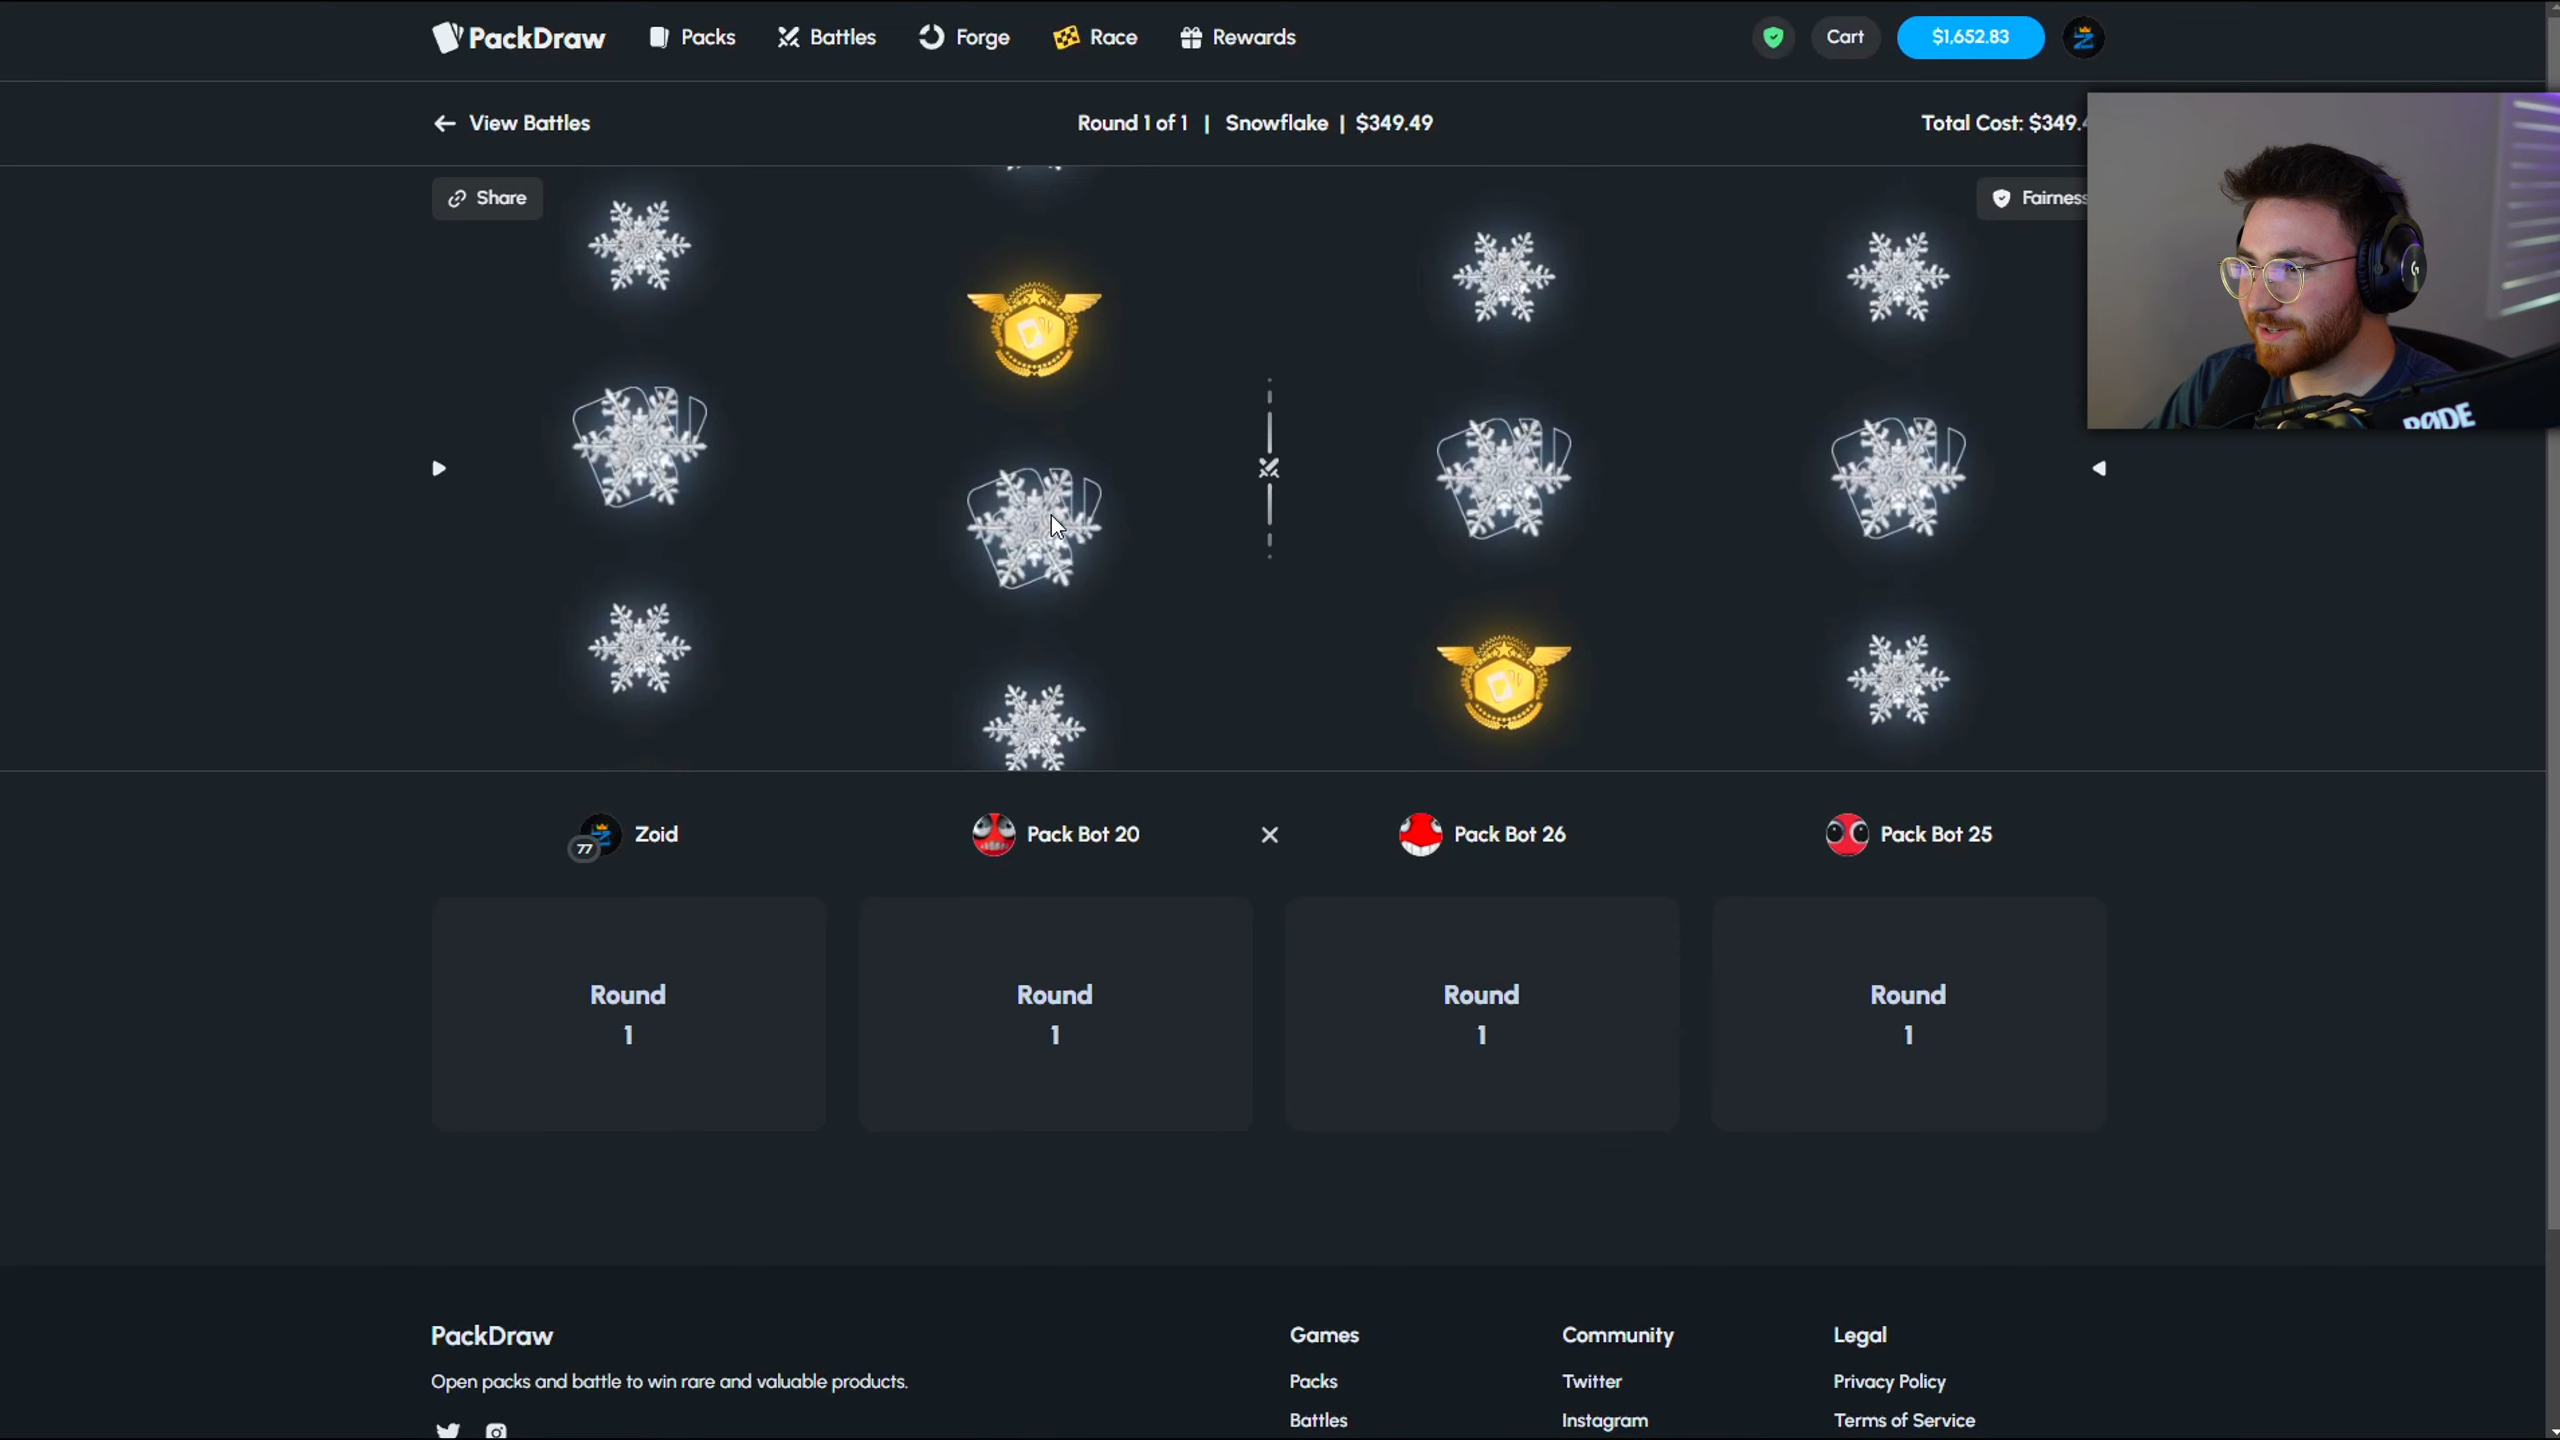 PackDraw
Packs
Battles
Forge
Race
Rewards
Cart
$1,652.83
View Battles
Round 1 of 1 | Snowflake | $349.49
Total Cost: $349.4
Share
Fairness
RØDE
77
Zoid
Pack Bot 20
Pack Bot 26
Pack Bot 25
Round
1
Round
1
Round
1
Round
1
PackDraw
Open packs and battle to win rare and valuable products.
Games
Packs
Battles
Community
Twitter
Instagram
Legal
Privacy Policy
Terms of Service